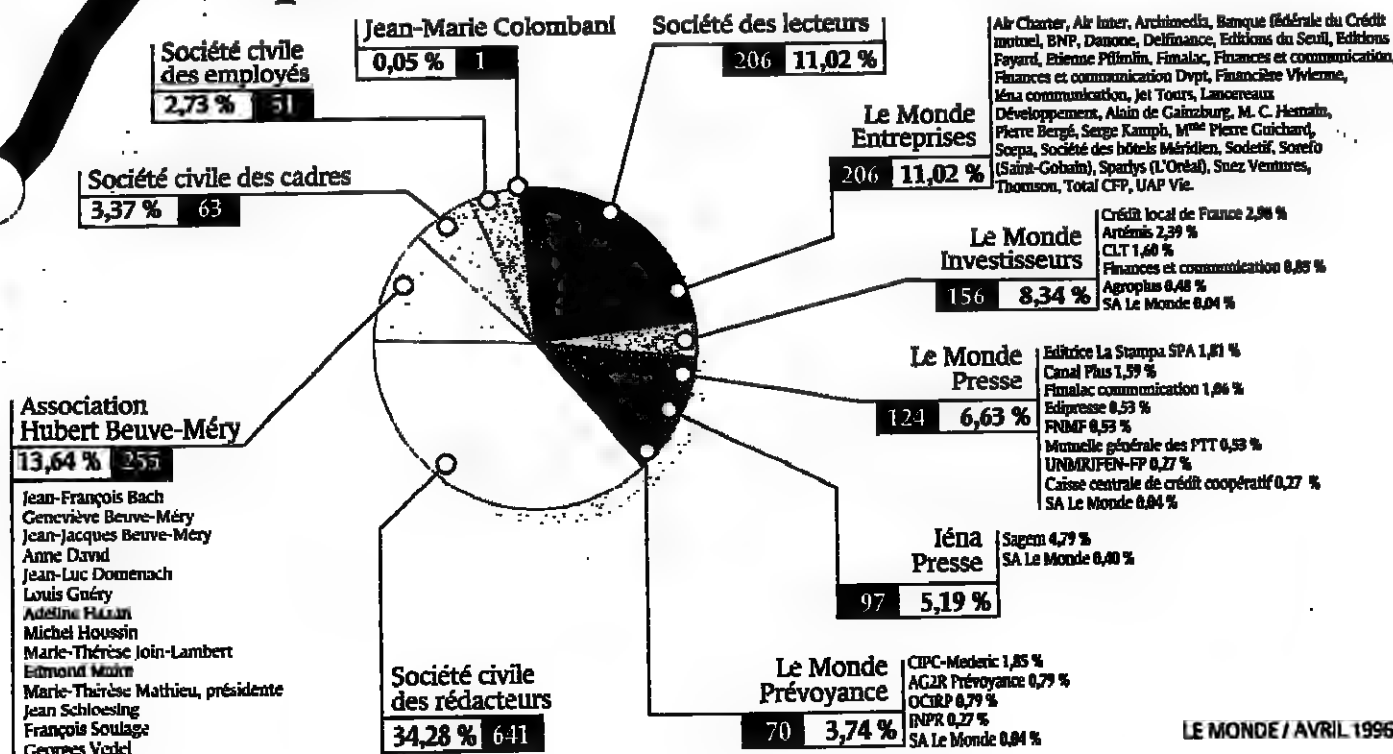 Jean-Marie Colombani
0,05 % 1
Société des lecteurs
206 11,02 %
Société civile
des employés
2,73 % 51
Le Monde
Entreprises
206 11,02 %
Air Charter, Air Inter, Archimedia, Banque fédérale du Crédit
mutuel, BNP, Danone, Delfinance, Editions du Seuil, Editions
Fayard, Etienne Pflimlin, Fimalac, Finances et communication,
Finances et communication Dvpt, Financière Vivienne,
Iéna communication, Jet Tours, Lancereaux
Développement, Alain de Gainzburg, M. C. Hemain,
Pierre Bergé, Serge Kamph, Mme Pierre Guichard,
Scepa, Société des hôtels Méridien, Sodetif, Sorefo
(Saint-Gobain), Spartys (L'Oréal), Suez Ventures,
Thomson, Total CFP, UAP Vie.
Société civile des cadres
3,37 % 63
Le Monde
Investisseurs
156 8,34 %
Crédit local de France 2,98 %
Artémis 2,39 %
CLT 1,60 %
Finances et communication 0,85 %
Agroplus 0,48 %
SA Le Monde 0,04 %
Le Monde
Presse
124 6,63 %
Editrice La Stampa SPA 1,81 %
Canal Plus 1,59 %
Fimalac communication 1,06 %
Edipresse 0,53 %
FNMF 0,53 %
Mutuelle générale des PTT 0,53 %
UNMRIFEN-FP 0,27 %
Caisse centrale de crédit coopératif 0,27 %
SA Le Monde 0,04 %
Association
Hubert Beuve-Méry
13,64 % 255
Jean-François Bach
Geneviève Beuve-Méry
Jean-Jacques Beuve-Méry
Anne David
Jean-Luc Domenach
Louis Guéry
Adeline Hazan
Michel Houssin
Marie-Thérèse Join-Lambert
Edmond Maire
Marie-Thérèse Mathieu, présidente
Jean Schloesing
François Soulage
Georges Vedel
Iéna
Presse
97 5,19 %
Sagem 4,79 %
SA Le Monde 0,40 %
Société civile
des rédacteurs
34,28 % 641
Le Monde
Prévoyance
70 3,74 %
CIPC-Mederic 1,85 %
AG2R Prévoyance 0,79 %
OCIRP 0,79 %
INPR 0,27 %
SA Le Monde 0,04 %
LE MONDE / AVRIL 1996